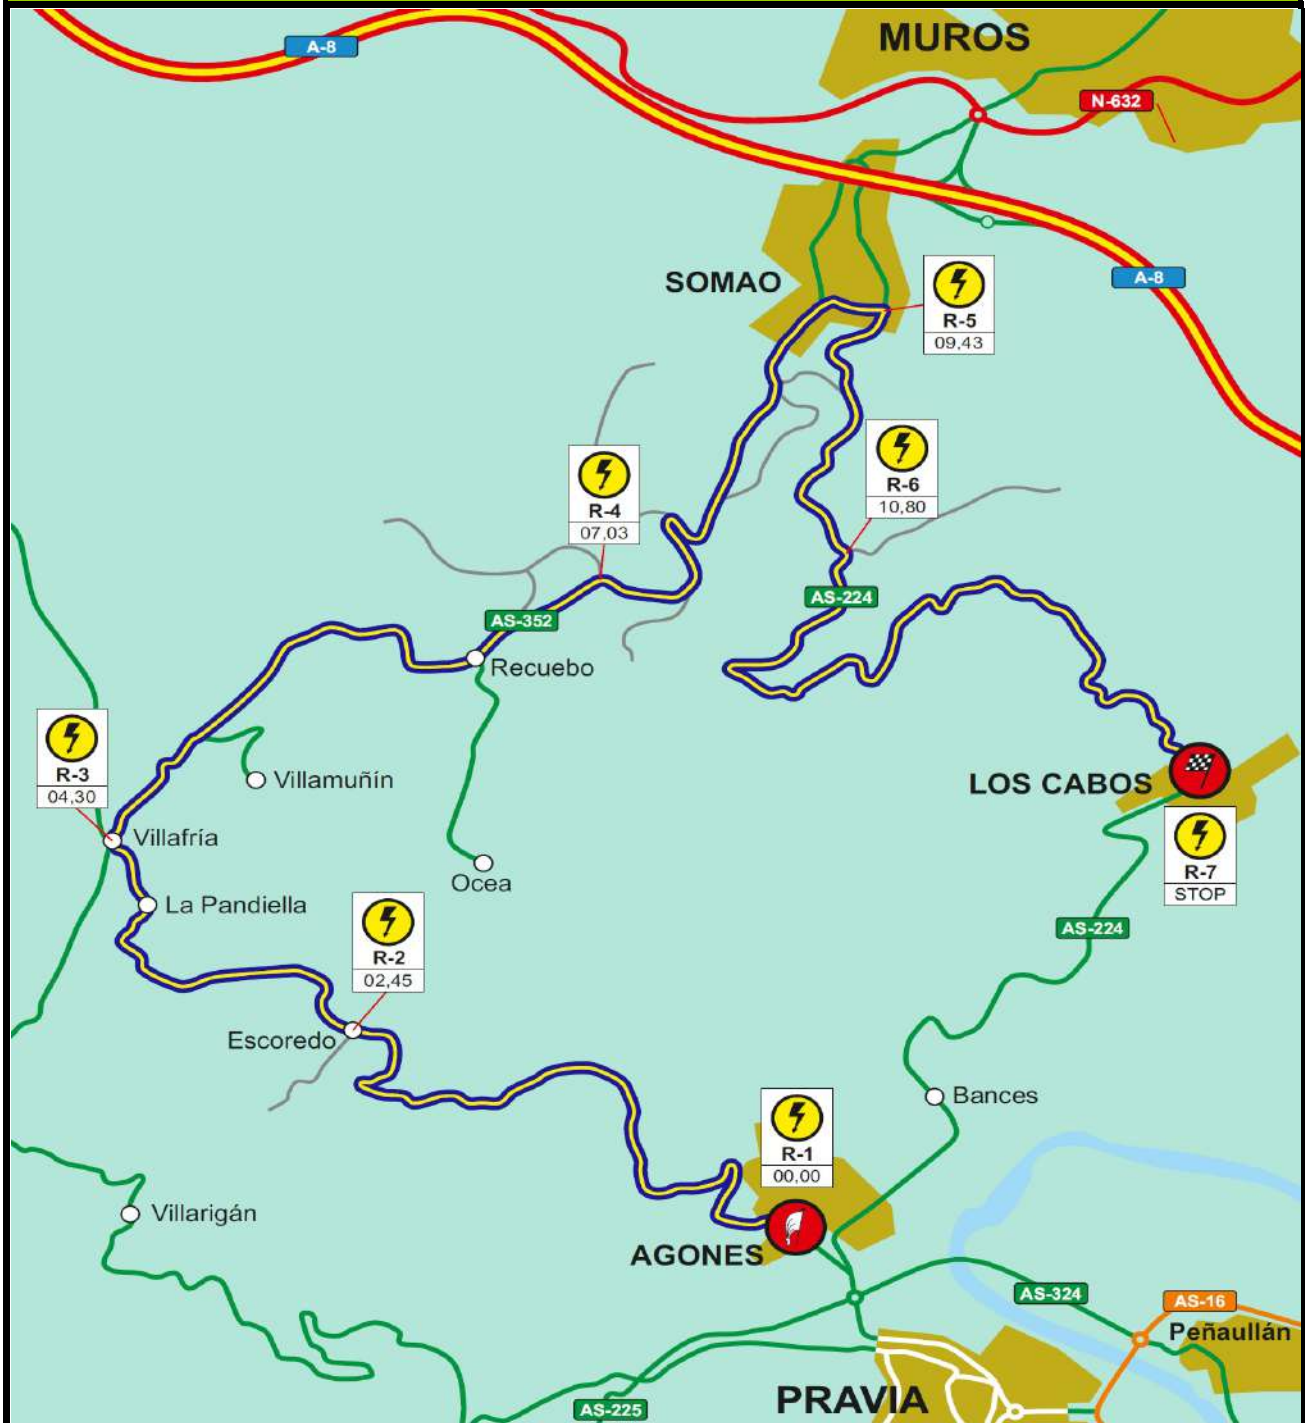 MUROS
A-8
N-632
SOMAO
A-8
R-5
09,43
R-6
10,80
R-4
07,03
AS-224
AS-352
Recuebo
R-3
04,30
Villamuñín
LOS CABOS
Villafría
R-7
STOP
Ocea
La Pandiella
AS-224
R-2
02,45
Escoredo
Bances
R-1
00,00
Villarigán
AGONES
AS-324
AS-16
Peñaullán
PRAVIA
AS-225